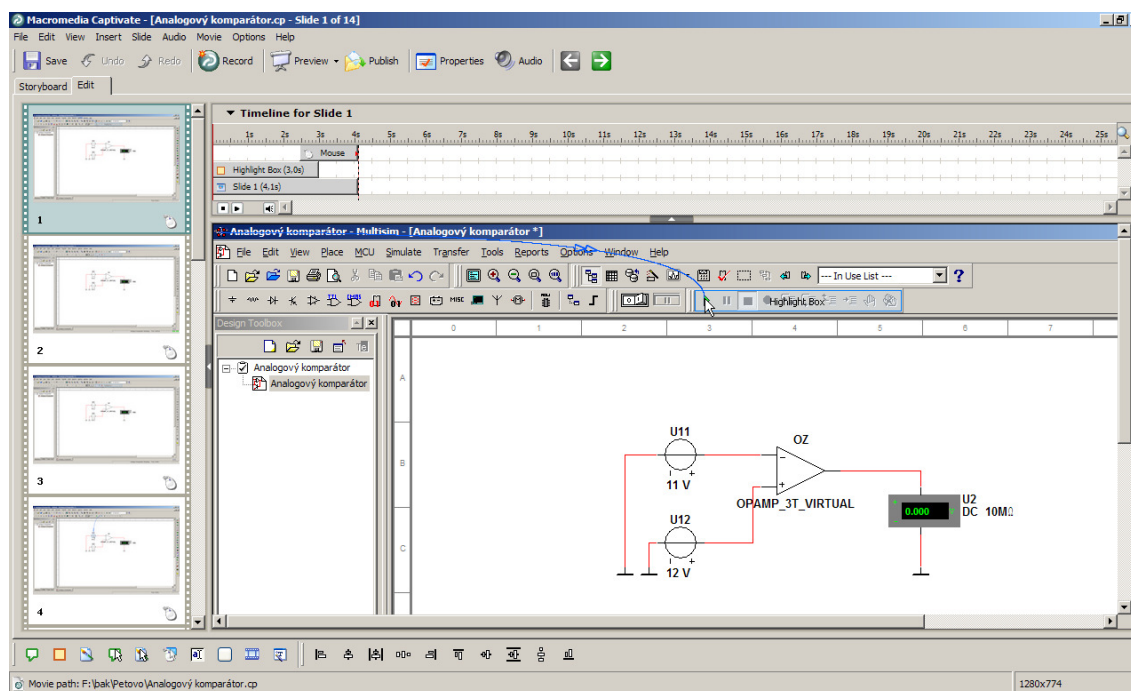 Macromedia Captivate - [Analogový komparátor.cp - Slide 1 of 14]
File Edit View Insert Slide Audio Movie Options Help
Save Undo Redo Record Preview Publish Properties Audio
Storyboard Edit
Timeline for Slide 1
1s 2s 3s 4s 5s 6s 7s 8s 9s 10s 11s 12s 13s 14s 15s 16s 17s 18s 19s 20s 21s 22s 23s 24s 25s
Mouse
Highlight Box (3.0s)
Slide 1 (4,1s)
1
2
3
4
Analogový komparátor - Multisim - [Analogový komparátor *]
File Edit View Place MCU Simulate Transfer Tools Reports Options Window Help
--- In Use List --- ?
MISC
Highlight Box
Design Toolbox
0 1 2 3 4 5 6 7
Analogový komparátor
Analogový komparátor
A
B
C
U11
11 V
OZ
OPAMP_3T_VIRTUAL
U12
12 V
0.000
U2
DC 10MΩ
Movie path: F:\bak\Petovo\Analogový komparátor.cp
1280x774